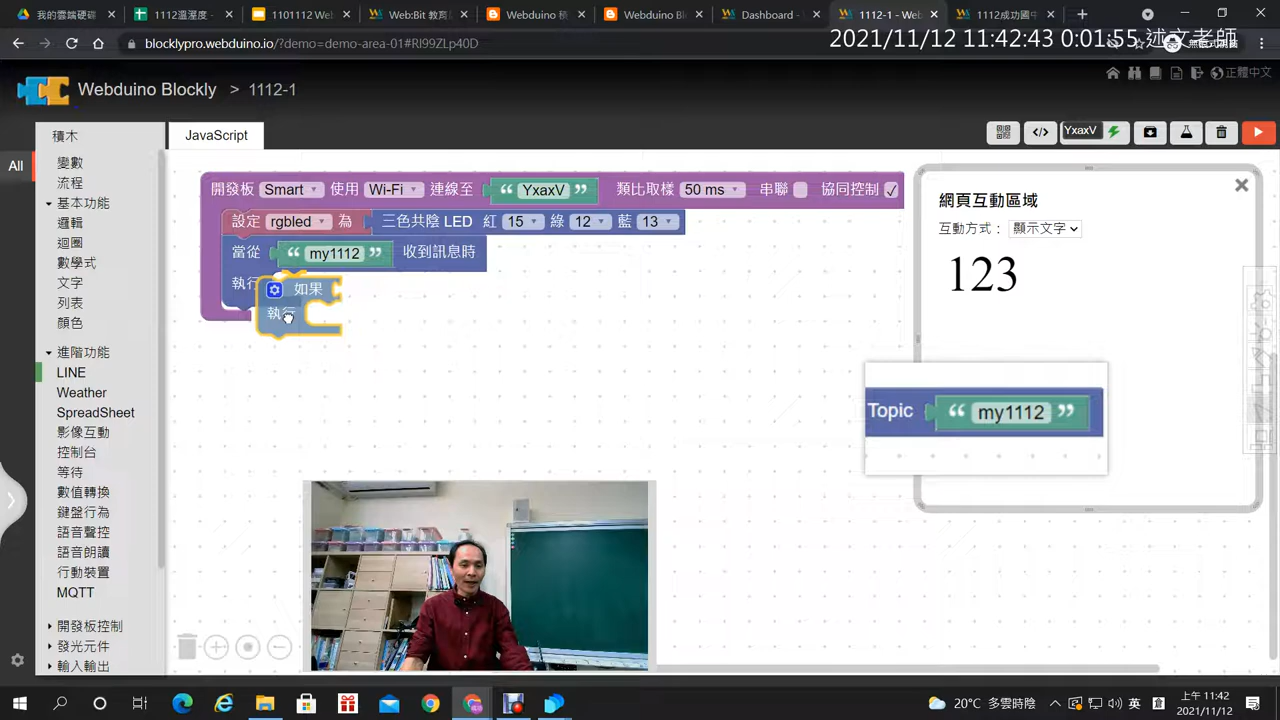 我的雲端硬碟
1112溫溼度 -
1101112 Web
Web:Bit 教育
Webduino 積
Webduino Bl
Dashboard -
1112-1 - Web
1112成功國中
blocklypro.webduino.io/?demo=demo-area-01#Rl99ZLp40D
2021/11/12 11:42:43 0:01:55 述文老師
Webduino Blockly > 1112-1
正體中文
積木
JavaScript
YxaxV
All
變數
流程
基本功能
邏輯
迴圈
數學式
文字
列表
顏色
進階功能
LINE
Weather
SpreadSheet
影像互動
控制台
等待
數值轉換
鍵盤行為
語音聲控
語音朗讀
行動裝置
MQTT
開發板功能
發光元件
輸入輸出
開發板 Smart 使用 Wi-Fi 連線至 “ YxaxV ” 類比取樣 50 ms 串聯 協同控制
設定 rgbled 為 三色共陰 LED 紅 15 綠 12 藍 13
當從 “ my1112 ” 收到訊息時
執行
如果
執行
網頁互動區域
互動方式： 顯示文字
123
Topic “ my1112 ”
20°C 多雲時陰
英
上午 11:42
2021/11/12